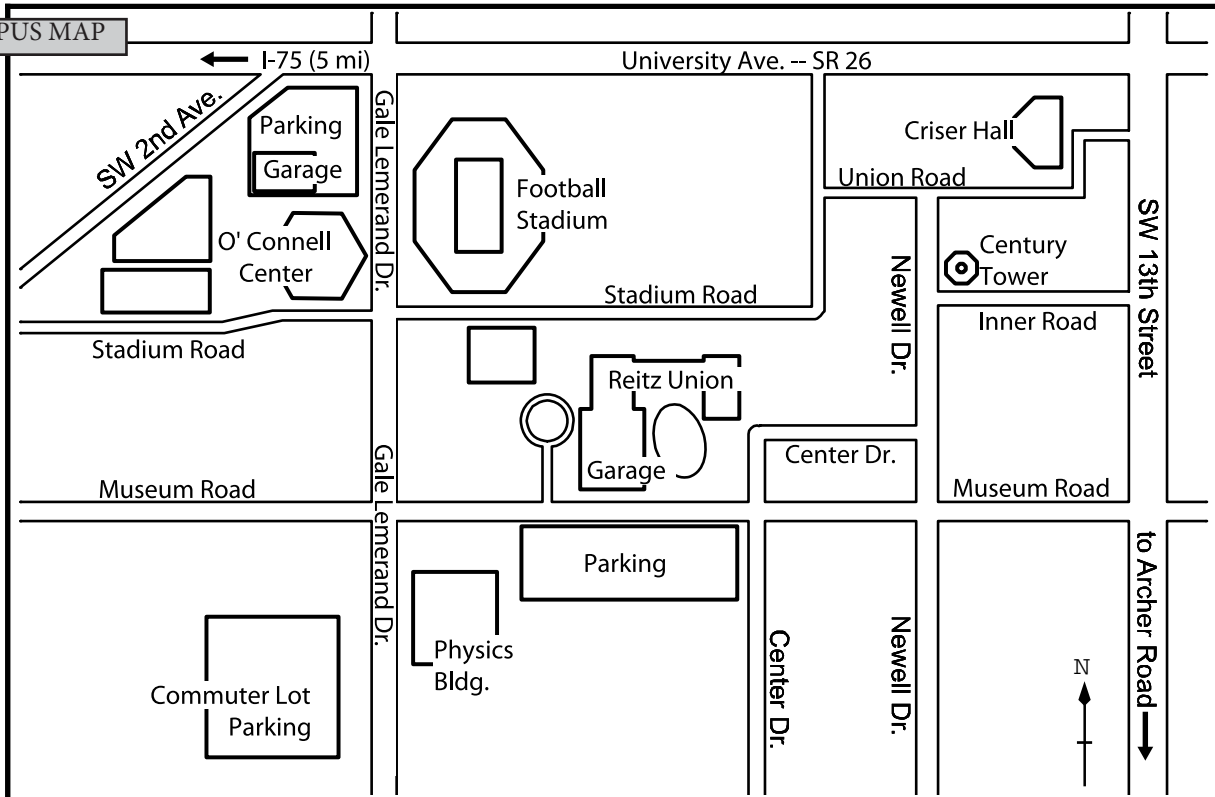 PUS MAP
I-75 (5 mi)
University Ave. -- SR 26
SW 2nd Ave.
Parking
Garage
Gale Lemerand Dr.
Football
Stadium
Criser Hall
Union Road
O' Connell
Center
Century
Tower
SW 13th Street
Newell Dr.
Stadium Road
Inner Road
Stadium Road
Reitz Union
Garage
Center Dr.
Museum Road
Gale Lemerand Dr.
Museum Road
Parking
to Archer Road
Physics
Bldg.
Center Dr.
Newell Dr.
N
Commuter Lot
Parking